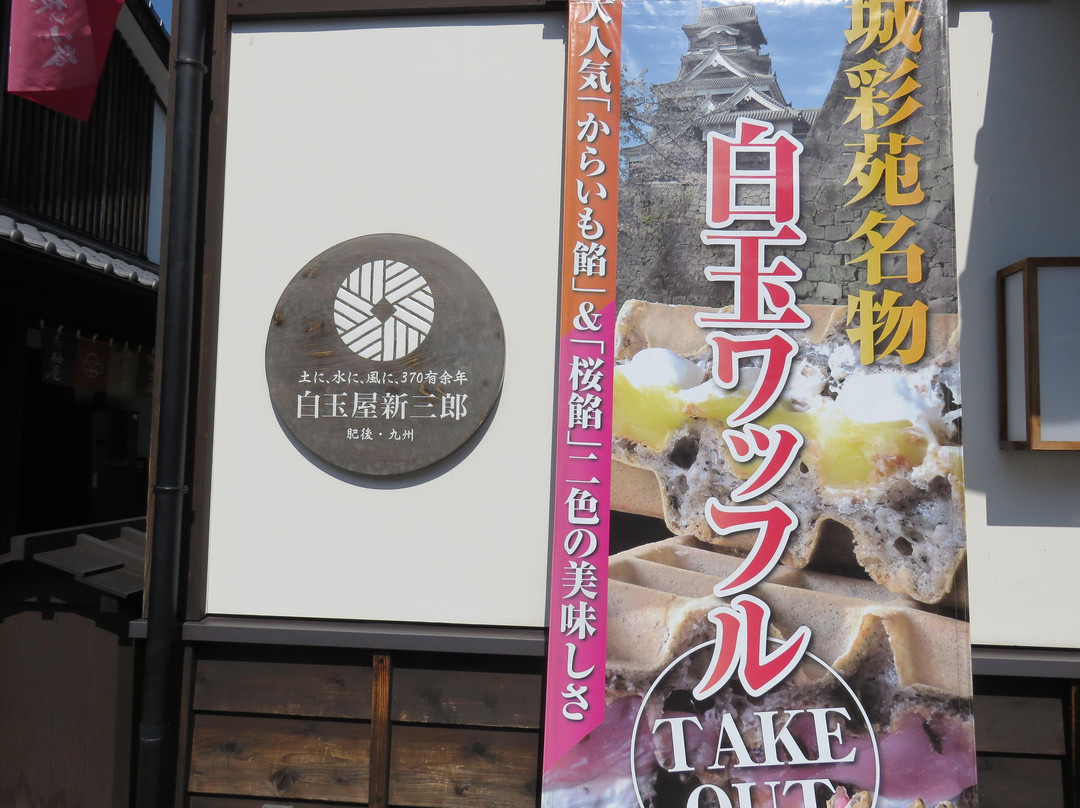 土に、水に、風に、370有余年
白玉屋新三郎
肥後・九州
城彩苑名物
白玉ワッフル
大人気「からいも餡」&「桜餡」二色の美味しさ
TAKE
OUT